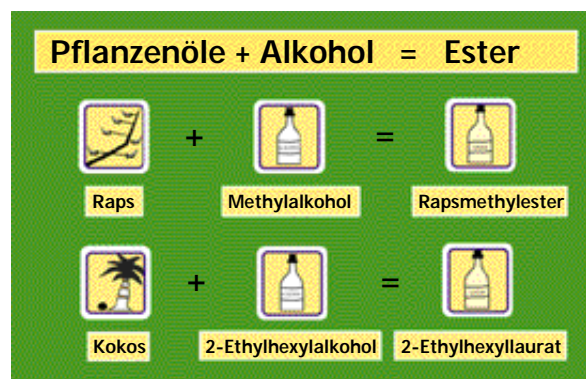 Pflanzenöle + Alkohol = Ester
+ =
Raps Methylalkohol Rapsmethylester
+ =
Kokos 2-Ethylhexylalkohol 2-Ethylhexyllaurat